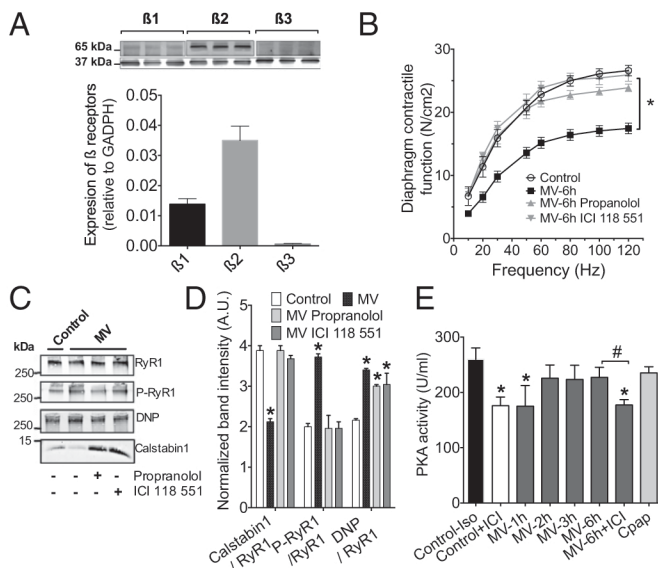 A
ß1 ß2 ß3
65 kDa
37 kDa
Expresion of ß receptors
(relative to GADPH)
0.05
0.04
0.03
0.02
0.01
0.00
ß1 ß2 ß3
B
Diaphragm contractile
function (N/cm2)
30
20
10
0
0 20 40 60 80 100 120
Frequency (Hz)
Control
MV-6h
MV-6h Propanolol
MV-6h ICI 118 551
*
C
Control MV
kDa
250
250
250
15
RyR1
P-RyR1
DNP
Calstabin1
- - + - Propranolol
- - - + ICI 118 551
D
Control MV
MV Propranolol
MV ICI 118 551
Normalized band intensity (A.U.)
5
4
3
2
1
0
* * * * *
Calstabin1
/ RyR1
P-RyR1
/RyR1
DNP
/ RyR1
E
PKA activity (U/ml)
300
200
100
0
* * # *
Control-Iso
Control+ICI
MV-1h
MV-2h
MV-3h
MV-6h
MV-6h+ICI
Cpap